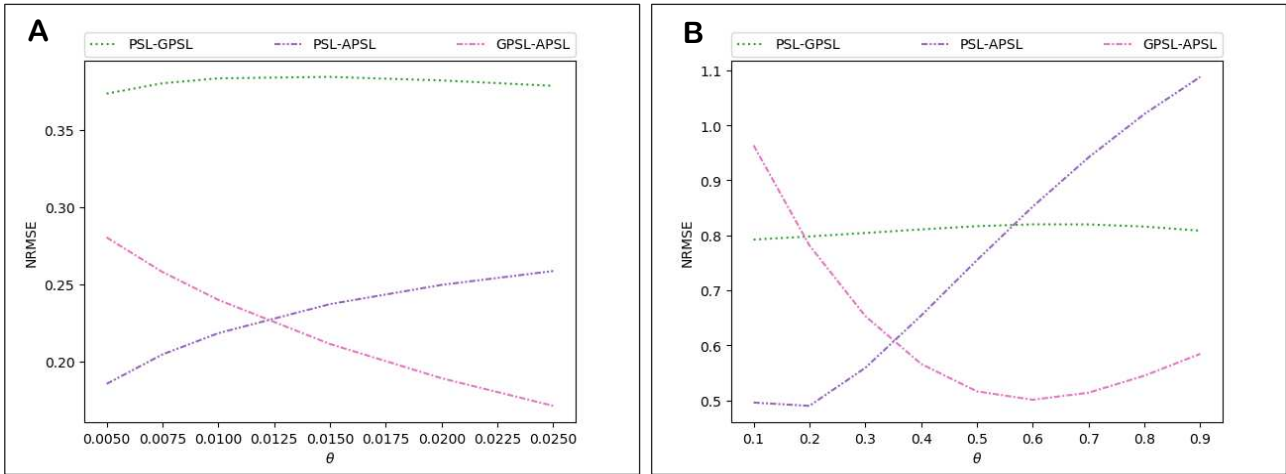 A
PSL-GPSL PSL-APSL GPSL-APSL
NRMSE
0.35
0.30
0.25
0.20
0.0050 0.0075 0.0100 0.0125 0.0150 0.0175 0.0200 0.0225 0.0250
θ
B
PSL-GPSL PSL-APSL GPSL-APSL
NRMSE
1.1
1.0
0.9
0.8
0.7
0.6
0.5
0.1 0.2 0.3 0.4 0.5 0.6 0.7 0.8 0.9
θ